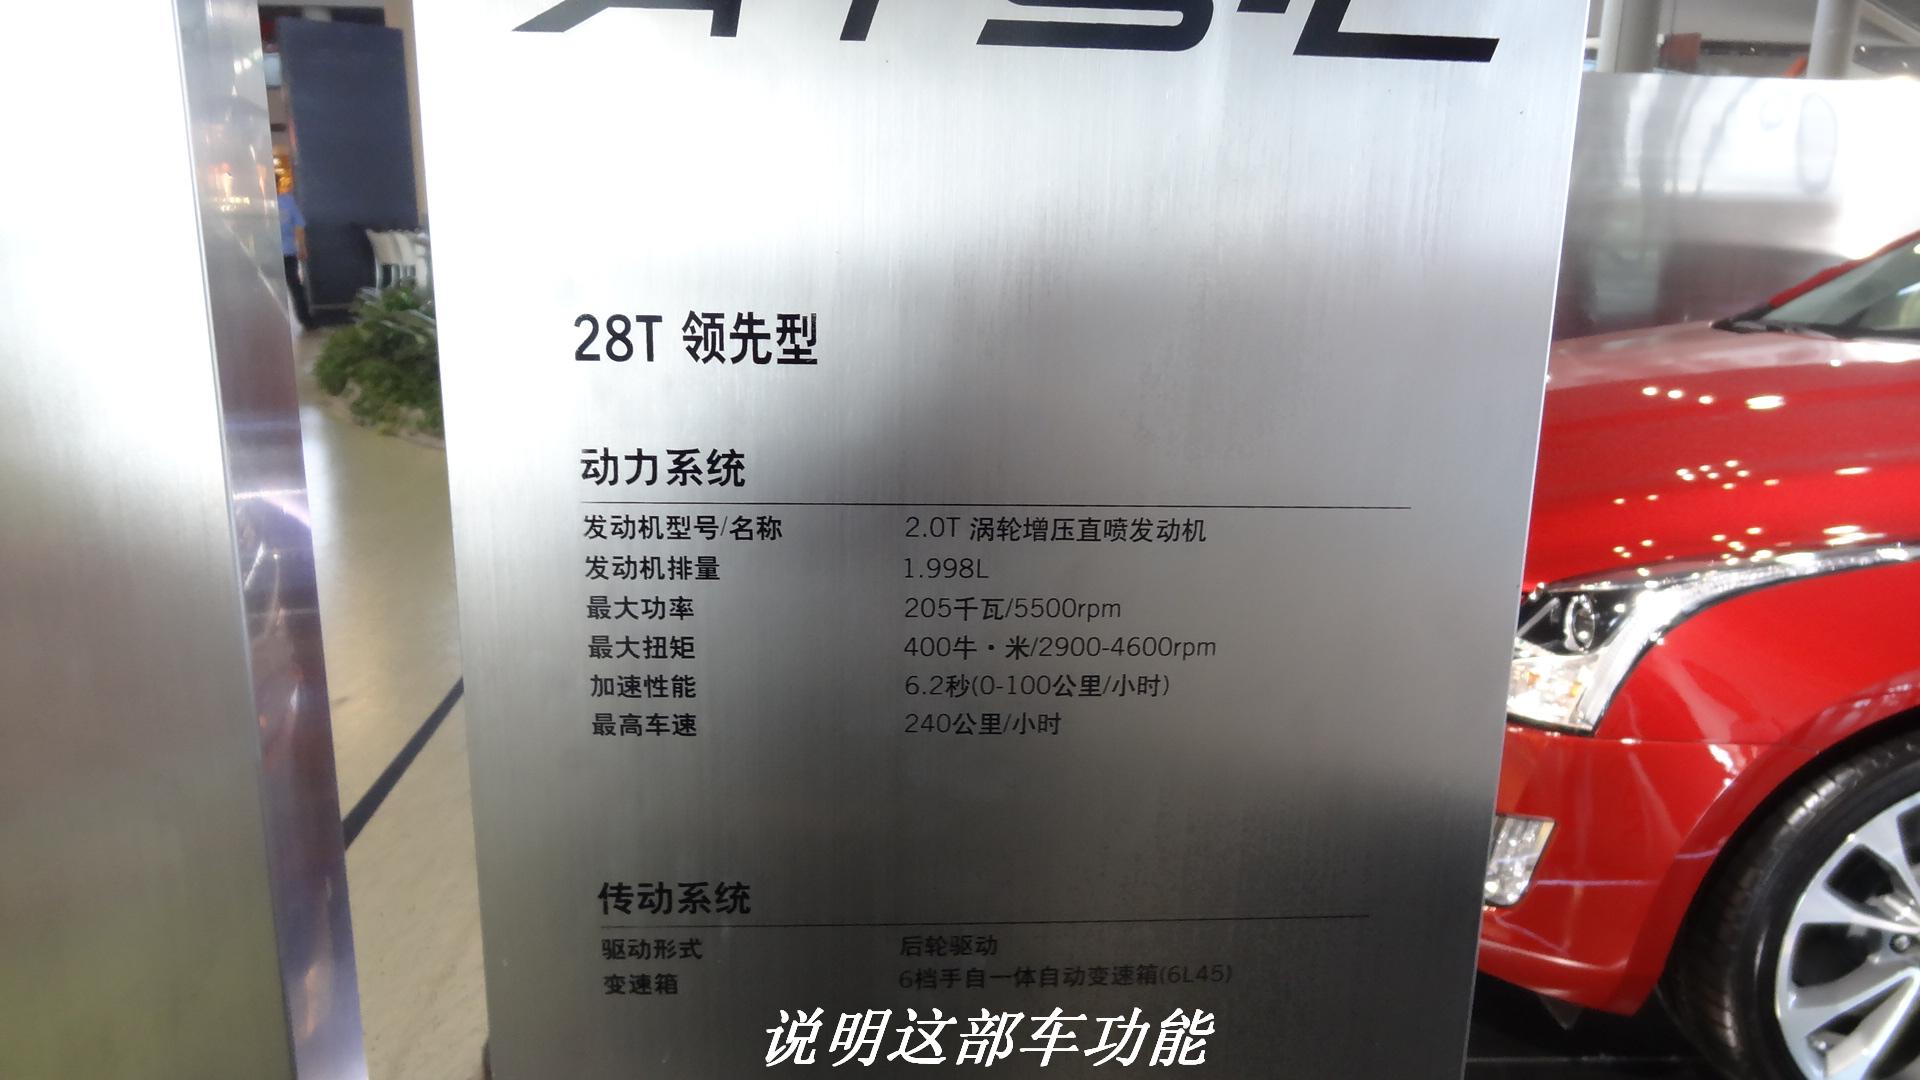 ATS-L
28T 领先型
动力系统
发动机型号/名称 2.0T 涡轮增压直喷发动机
发动机排量 1.998L
最大功率 205千瓦/5500rpm
最大扭矩 400牛·米/2900-4600rpm
加速性能 6.2秒(0-100公里/小时)
最高车速 240公里/小时
传动系统
驱动形式 后轮驱动
变速箱 6档手自一体自动变速箱(6L45)
说明这部车功能